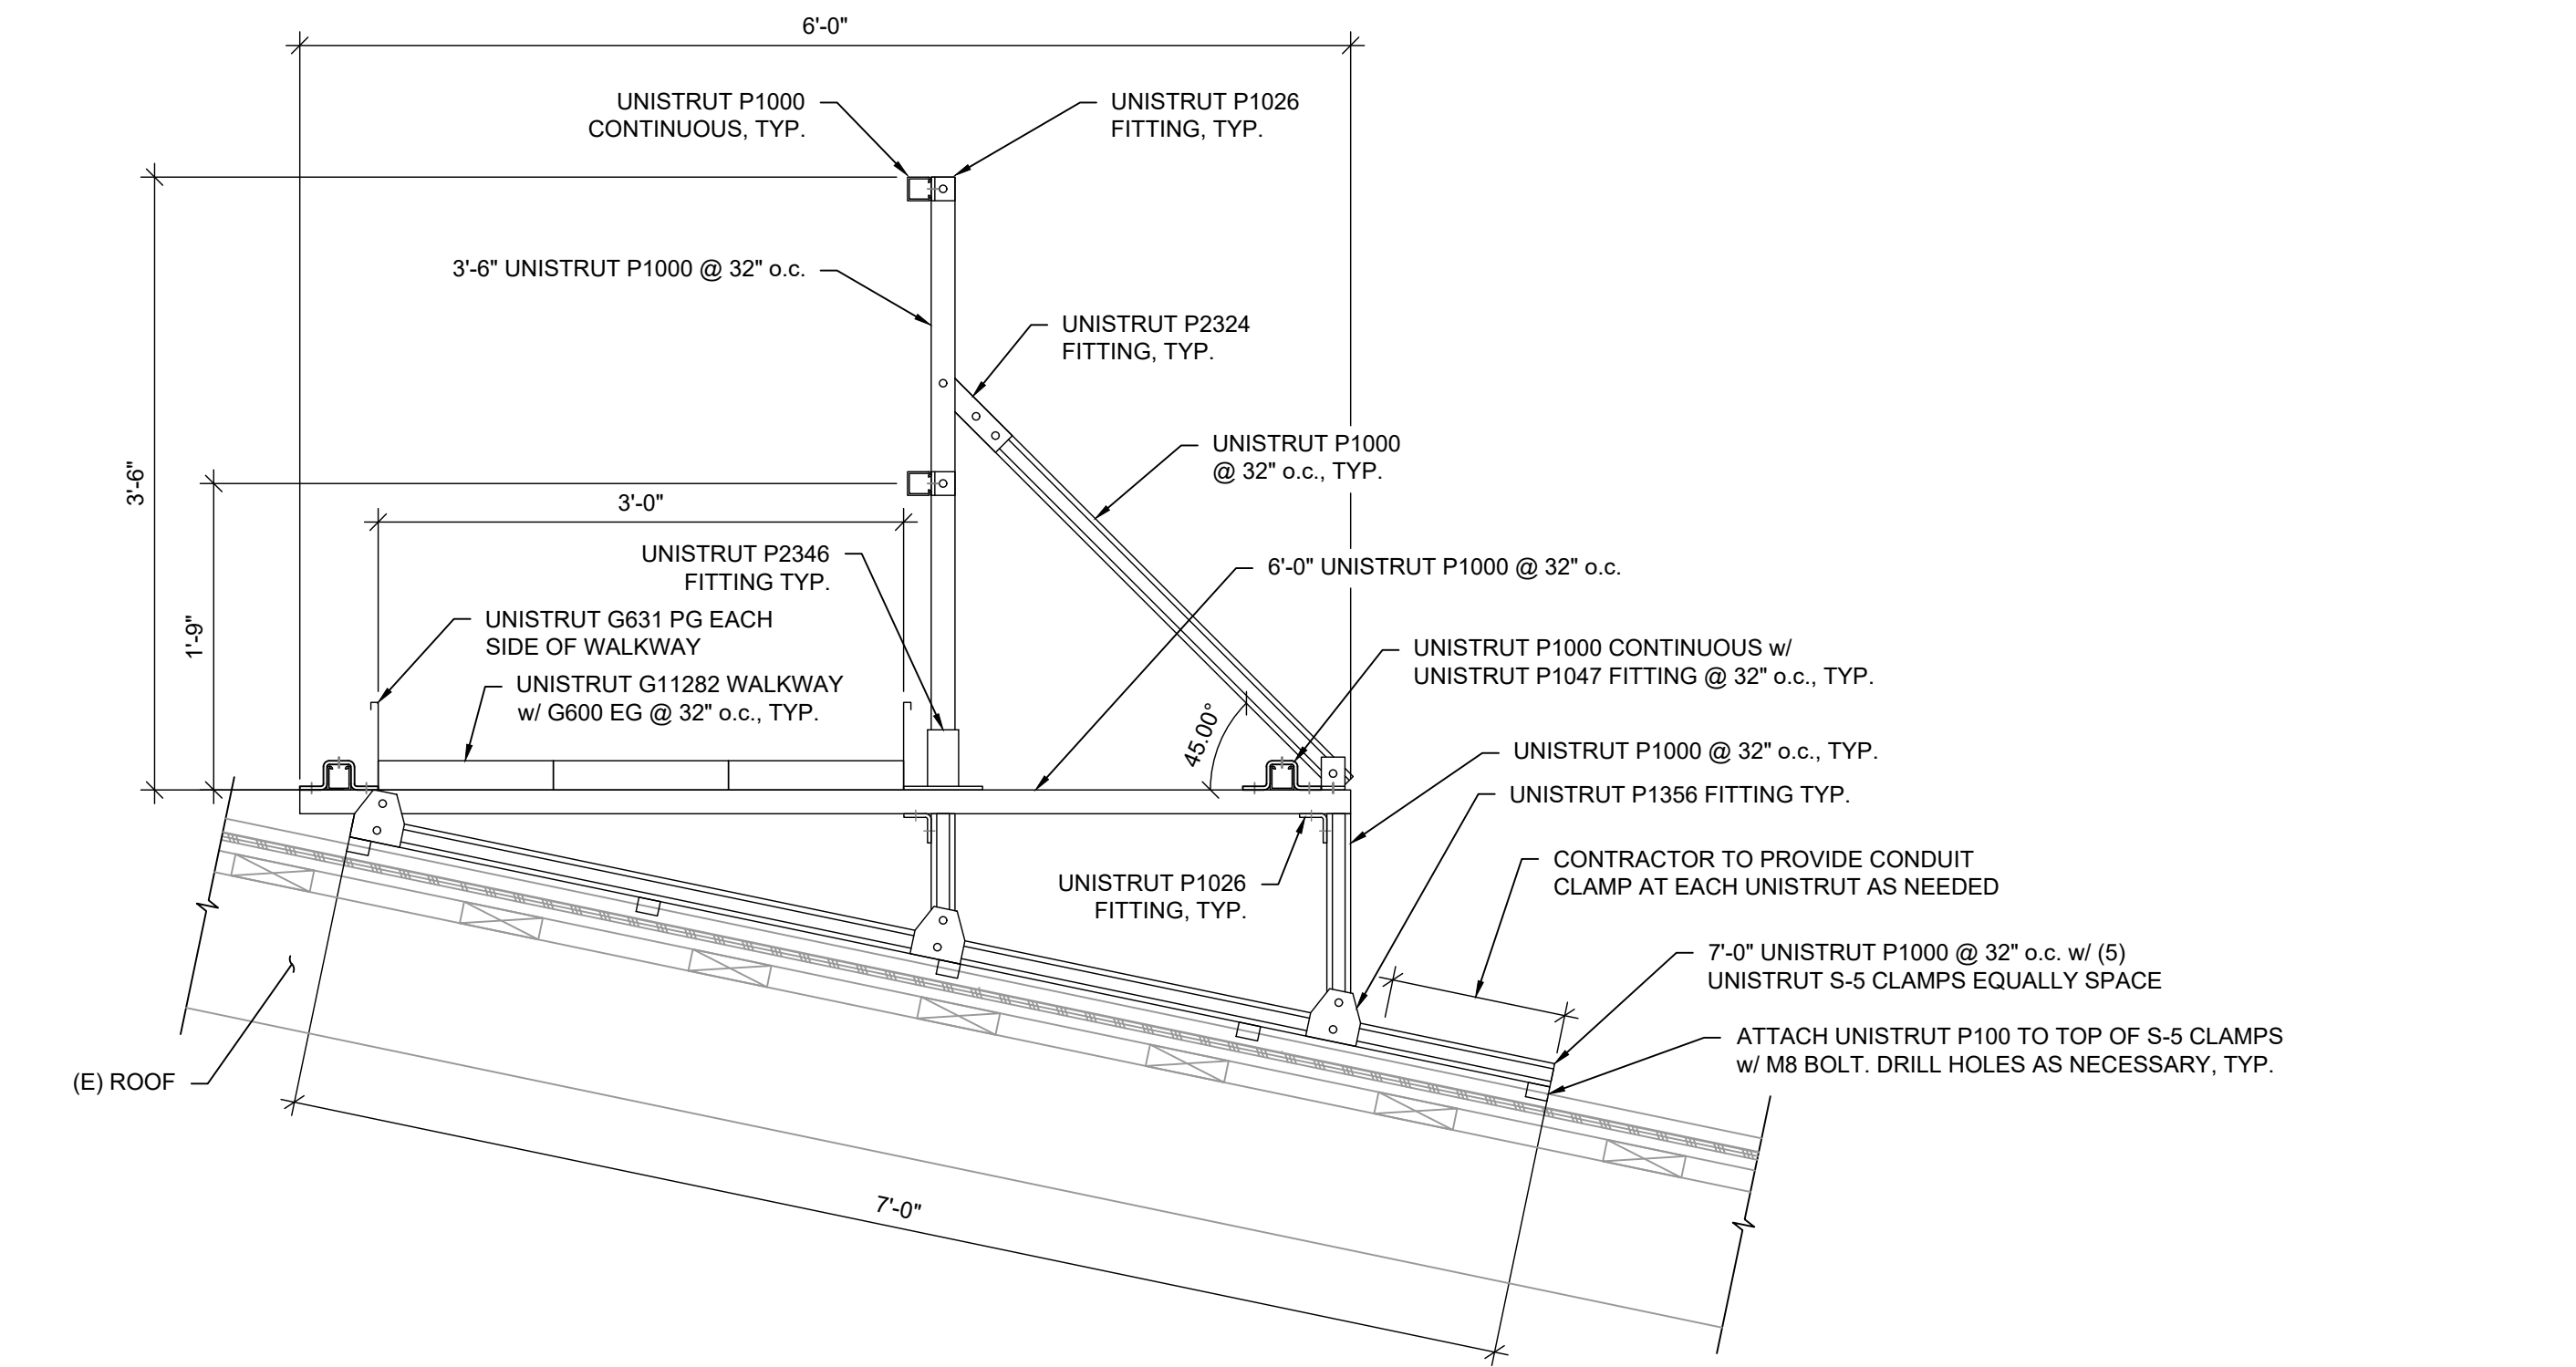 6'-0"
UNISTRUT P1000
CONTINUOUS, TYP.
UNISTRUT P1026
FITTING, TYP.
3'-6" UNISTRUT P1000 @ 32" o.c.
UNISTRUT P2324
FITTING, TYP.
UNISTRUT P1000
@ 32" o.c., TYP.
3'-6"
3'-0"
UNISTRUT P2346
FITTING TYP.
6'-0" UNISTRUT P1000 @ 32" o.c.
1'-9"
UNISTRUT G631 PG EACH
SIDE OF WALKWAY
UNISTRUT G11282 WALKWAY
w/ G600 EG @ 32" o.c., TYP.
UNISTRUT P1000 CONTINUOUS w/
UNISTRUT P1047 FITTING @ 32" o.c., TYP.
45.00°
UNISTRUT P1000 @ 32" o.c., TYP.
UNISTRUT P1356 FITTING TYP.
UNISTRUT P1026
FITTING, TYP.
CONTRACTOR TO PROVIDE CONDUIT
CLAMP AT EACH UNISTRUT AS NEEDED
7'-0" UNISTRUT P1000 @ 32" o.c. w/ (5)
UNISTRUT S-5 CLAMPS EQUALLY SPACE
ATTACH UNISTRUT P100 TO TOP OF S-5 CLAMPS
w/ M8 BOLT. DRILL HOLES AS NECESSARY, TYP.
(E) ROOF
7'-0"